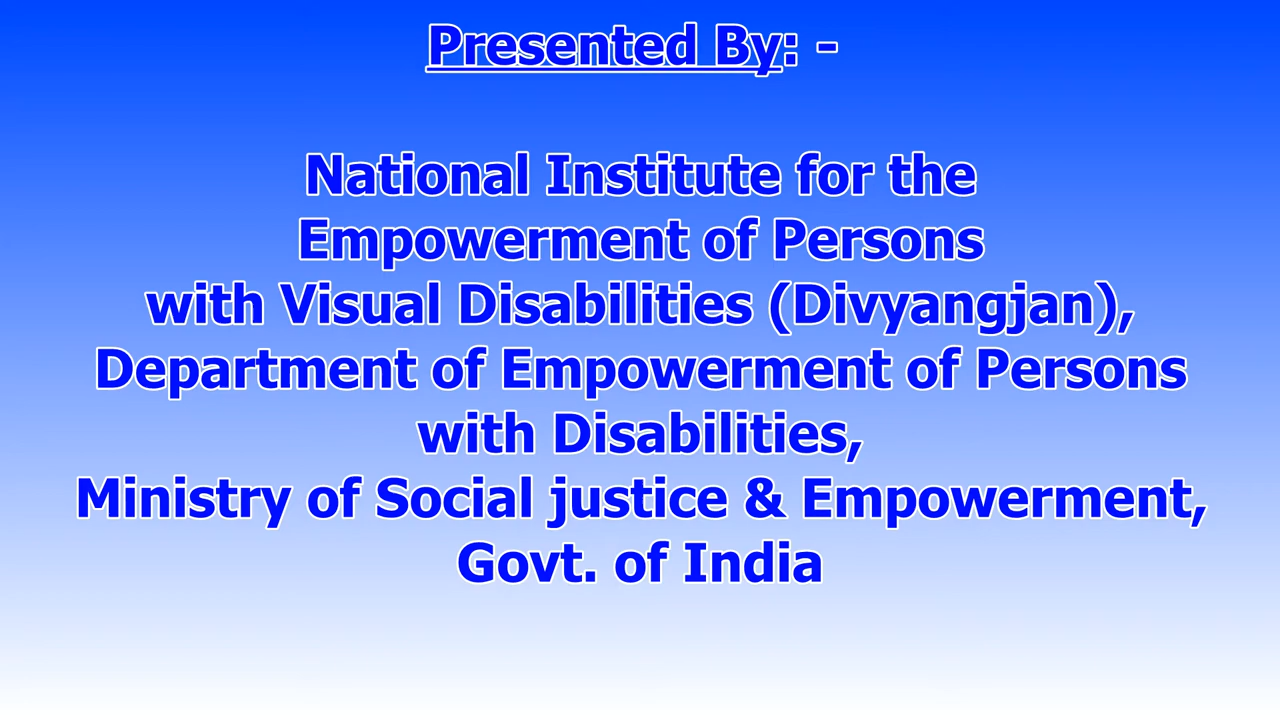 Presented By: -
National Institute for the
Empowerment of Persons
with Visual Disabilities (Divyangjan),
Department of Empowerment of Persons
with Disabilities,
Ministry of Social justice & Empowerment,
Govt. of India